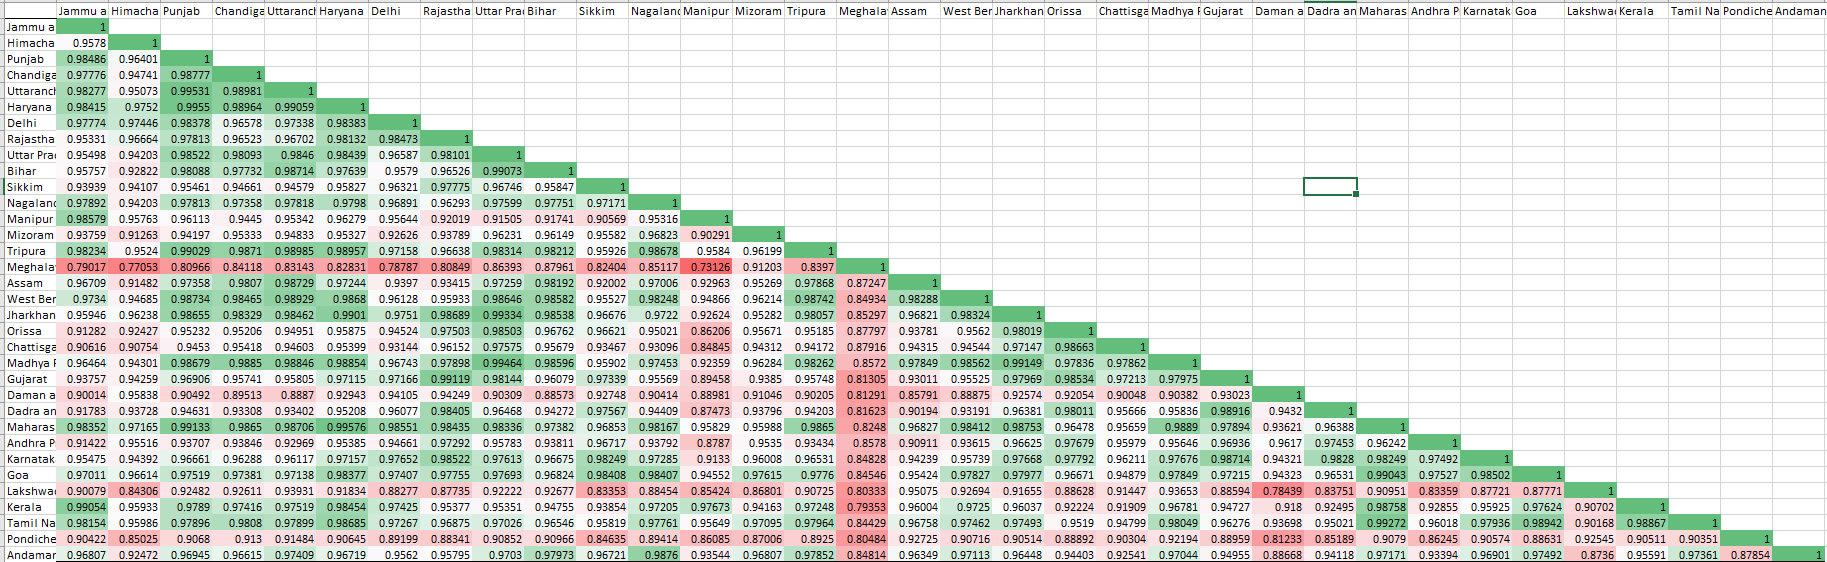 Jammu a Himacha Punjab Chandiga Uttaranch Haryana Delhi Rajastha Uttar Prad Bihar Sikkim Nagaland Manipur Mizoram Tripura Meghala Assam West Ber Jharkhan Orissa Chattisga Madhya P Gujarat Daman a Dadra an Maharas Andhra P Karnatak Goa Lakshwad Kerala Tamil Na Pondiche Andaman
Jammu a 1
Himacha 0.9578 1
Punjab 0.98486 0.96401 1
Chandiga 0.97776 0.94741 0.98777 1
Uttaranch 0.98277 0.95073 0.99531 0.98981 1
Haryana 0.98415 0.9752 0.9955 0.98964 0.99059 1
Delhi 0.97774 0.97446 0.98378 0.96578 0.97338 0.98383 1
Rajastha 0.95331 0.96664 0.97813 0.96523 0.96702 0.98132 0.98473 1
Uttar Prad 0.95498 0.94203 0.98522 0.98093 0.9846 0.98439 0.96587 0.98101 1
Bihar 0.95757 0.92822 0.98088 0.97732 0.98714 0.97639 0.9579 0.96526 0.99073 1
Sikkim 0.93939 0.94107 0.95461 0.94661 0.94579 0.95827 0.96321 0.97775 0.96746 0.95847 1
Nagaland 0.97892 0.94203 0.97813 0.97358 0.97818 0.9798 0.96891 0.96293 0.97599 0.97751 0.97171 1
Manipur 0.98579 0.95763 0.96113 0.9445 0.95342 0.96279 0.95644 0.92019 0.91505 0.91741 0.90569 0.95316 1
Mizoram 0.93759 0.91263 0.94197 0.95333 0.94833 0.95327 0.92626 0.93789 0.96231 0.96149 0.95582 0.96823 0.90291 1
Tripura 0.98234 0.9524 0.99029 0.9871 0.98985 0.98957 0.97158 0.96638 0.98314 0.98212 0.95926 0.98678 0.9584 0.96199 1
Meghala 0.79017 0.77053 0.80966 0.84118 0.83143 0.82831 0.78787 0.80849 0.86393 0.87961 0.82404 0.85117 0.73126 0.91203 0.8397 1
Assam 0.96709 0.91482 0.97358 0.9807 0.98729 0.97244 0.9397 0.93415 0.97259 0.98192 0.92002 0.97006 0.92963 0.95269 0.97868 0.87247 1
West Ber 0.9734 0.94685 0.98734 0.98465 0.98929 0.9868 0.96128 0.95933 0.98646 0.98582 0.95527 0.98248 0.94866 0.96214 0.98742 0.84934 0.98288 1
Jharkhan 0.95946 0.96238 0.98655 0.98329 0.98462 0.9901 0.9751 0.98689 0.99334 0.98538 0.96676 0.9722 0.92624 0.95282 0.98057 0.85297 0.96821 0.98324 1
Orissa 0.91282 0.92427 0.95232 0.95206 0.94951 0.95875 0.94524 0.97503 0.98503 0.96762 0.96621 0.95021 0.86206 0.95671 0.95185 0.87797 0.93781 0.9562 0.98019 1
Chattisga 0.90616 0.90754 0.9453 0.95418 0.94603 0.95399 0.93144 0.96152 0.97575 0.95679 0.93467 0.93096 0.84845 0.94312 0.94172 0.87916 0.94315 0.94544 0.97147 0.98663 1
Madhya P 0.96464 0.94301 0.98679 0.9885 0.98846 0.98854 0.96743 0.97898 0.99464 0.98596 0.95902 0.97453 0.92359 0.96284 0.98262 0.8572 0.97849 0.98562 0.99149 0.97836 0.97862 1
Gujarat 0.93757 0.94259 0.96906 0.95741 0.95805 0.97115 0.97166 0.99119 0.98144 0.96079 0.97339 0.95569 0.89458 0.9385 0.95748 0.81305 0.93011 0.95525 0.97969 0.98534 0.97213 0.97975 1
Daman a 0.90014 0.95838 0.90492 0.89513 0.8887 0.92943 0.94105 0.94249 0.90309 0.88573 0.92748 0.90414 0.88981 0.91046 0.90205 0.81291 0.85791 0.88875 0.92574 0.92054 0.90048 0.90382 0.93023 1
Dadra an 0.91783 0.93728 0.94631 0.93308 0.93402 0.95208 0.96077 0.98405 0.96468 0.94272 0.97567 0.94409 0.87473 0.93796 0.94203 0.81623 0.90194 0.93191 0.96381 0.98011 0.95666 0.95836 0.98916 0.9432 1
Maharas 0.98352 0.97165 0.99133 0.9865 0.98706 0.99576 0.98551 0.98435 0.98336 0.97382 0.96853 0.98167 0.95829 0.95988 0.9865 0.8248 0.96827 0.98412 0.98753 0.96478 0.95659 0.9889 0.97894 0.93621 0.96388 1
Andhra P 0.91422 0.95516 0.93707 0.93846 0.92969 0.95385 0.94661 0.97292 0.95783 0.93811 0.96717 0.93792 0.8787 0.9535 0.93434 0.8578 0.90911 0.93615 0.96625 0.97679 0.95979 0.95646 0.96936 0.9617 0.97453 0.96242 1
Karnatak 0.95475 0.94392 0.96661 0.96288 0.96117 0.97157 0.97652 0.98522 0.97613 0.96675 0.98249 0.97285 0.9133 0.96008 0.96531 0.84828 0.94239 0.95739 0.97668 0.97792 0.96211 0.97676 0.98714 0.94321 0.9828 0.98249 0.97492 1
Goa 0.97011 0.96614 0.97519 0.97381 0.97138 0.98377 0.97407 0.97755 0.97693 0.96824 0.98408 0.98407 0.94552 0.97615 0.9776 0.84546 0.95424 0.97827 0.97977 0.96671 0.94879 0.97849 0.97215 0.94323 0.96531 0.99043 0.97527 0.98502 1
Lakshwad 0.90079 0.84306 0.92482 0.92611 0.93931 0.91834 0.88277 0.87735 0.92222 0.92677 0.83353 0.88454 0.85424 0.86801 0.90725 0.80333 0.95075 0.92694 0.91655 0.88628 0.91447 0.93653 0.88594 0.78439 0.83751 0.90951 0.83359 0.87721 0.87771 1
Kerala 0.99054 0.95933 0.9789 0.97416 0.97519 0.98454 0.97425 0.95377 0.95351 0.94755 0.93854 0.97205 0.97673 0.94163 0.97107 0.79353 0.96004 0.9725 0.96037 0.92224 0.91909 0.96781 0.94727 0.918 0.92495 0.98758 0.92855 0.95925 0.97624 0.90702 1
Tamil Na 0.98154 0.95986 0.97896 0.9808 0.97899 0.98685 0.97267 0.96875 0.97026 0.96546 0.95819 0.97761 0.95649 0.97095 0.97964 0.84429 0.96758 0.97462 0.97493 0.9519 0.94799 0.98049 0.96276 0.93698 0.95021 0.99272 0.96018 0.97936 0.98942 0.90168 0.98867 1
Pondiche 0.90422 0.85025 0.9068 0.913 0.91484 0.90645 0.89199 0.88341 0.90852 0.90966 0.84635 0.89414 0.86085 0.87006 0.8925 0.80484 0.92725 0.90716 0.90514 0.88892 0.90304 0.92194 0.88959 0.81233 0.85189 0.9079 0.86245 0.90574 0.88631 0.92545 0.90511 0.90351 1
Andaman 0.96807 0.92472 0.96945 0.96615 0.97409 0.96719 0.9562 0.95795 0.9703 0.97973 0.96721 0.9876 0.93544 0.96807 0.97852 0.84814 0.96349 0.97113 0.96448 0.94403 0.92541 0.97044 0.94955 0.88668 0.94118 0.97171 0.93394 0.96901 0.97492 0.8736 0.95591 0.97361 0.87854 1